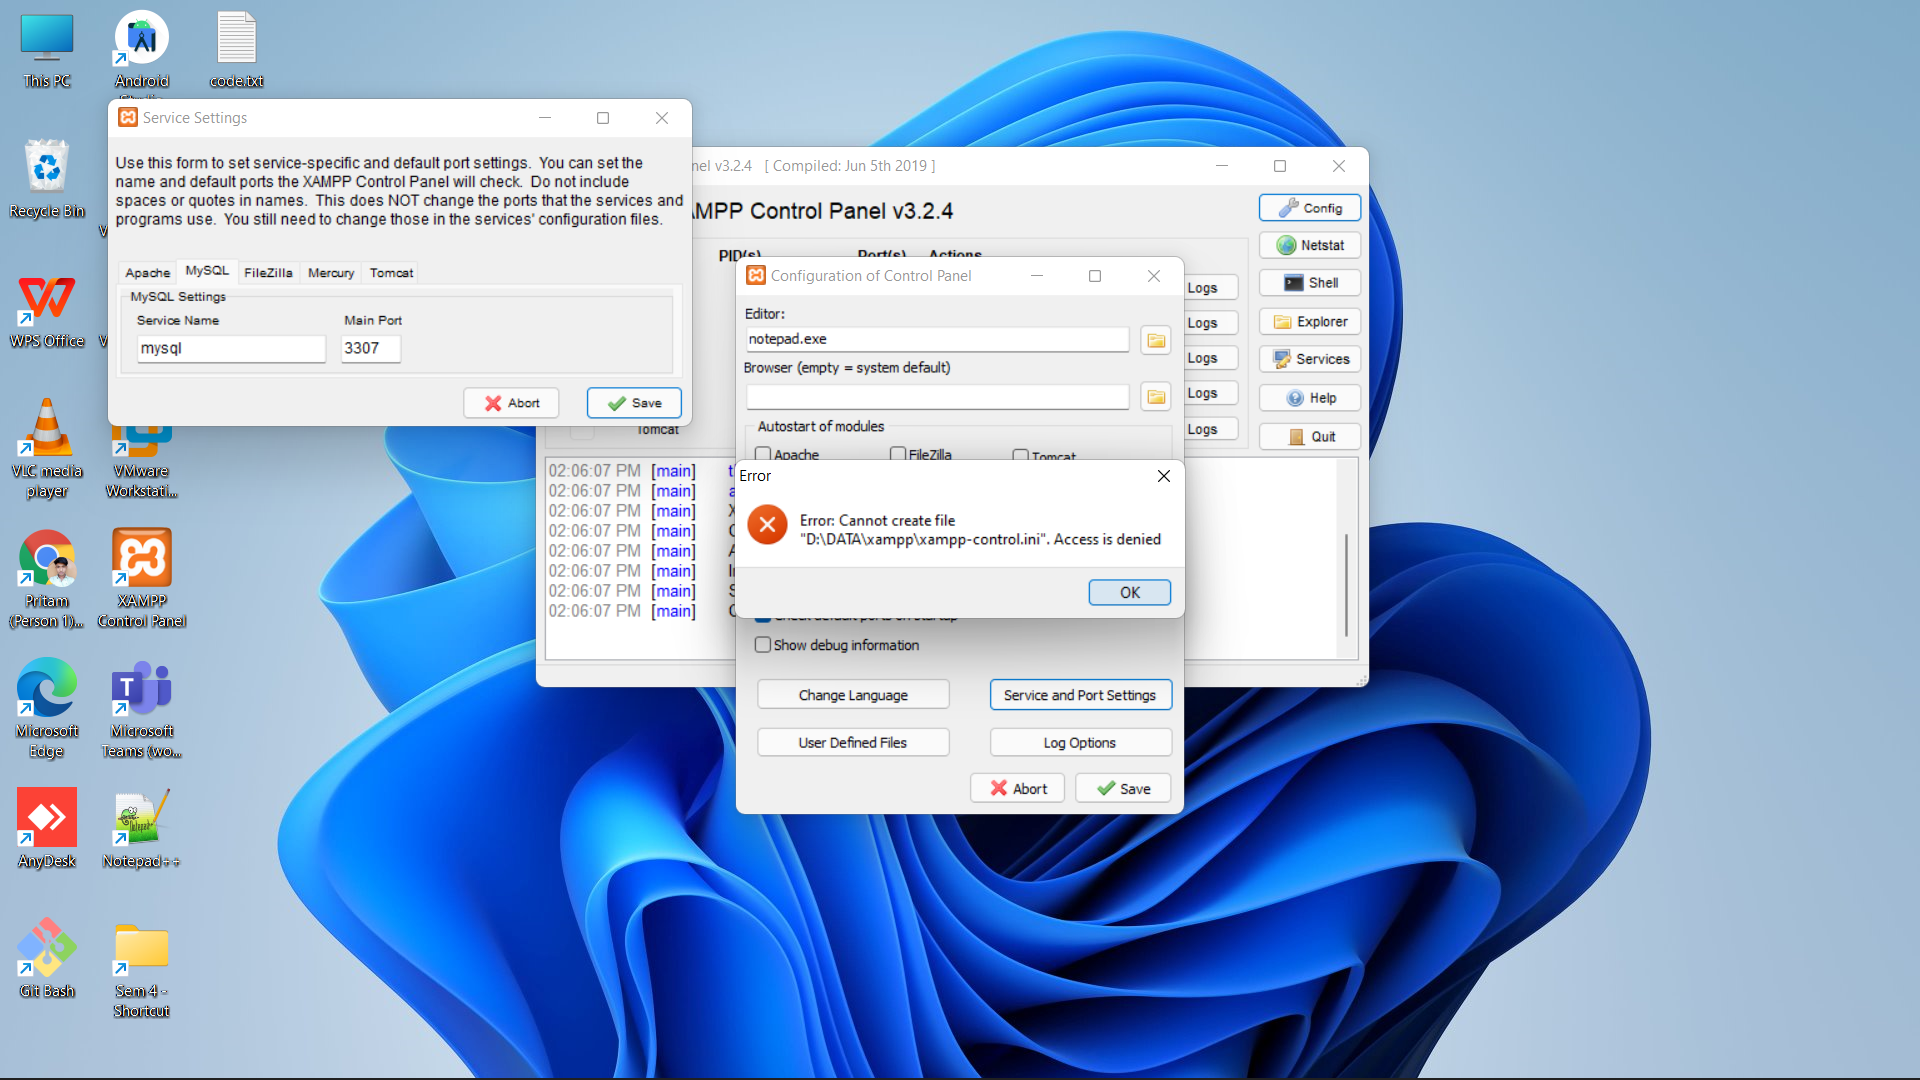 This PC
Android
code.txt
Recycle Bin
WPS Office
VLC media
player
VMware
Workstati...
Pritam
(Person 1)...
XAMPP
Control Panel
Microsoft
Edge
Microsoft
Teams (wo...
AnyDesk
Notepad++
Git Bash
Sem 4 -
Shortcut
Service Settings
Use this form to set service-specific and default port settings. You can set the
name and default ports the XAMPP Control Panel will check. Do not include
spaces or quotes in names. This does NOT change the ports that the services and
programs use. You still need to change those in the services' configuration files.
Apache MySQL FileZilla Mercury Tomcat
MySQL Settings
Service Name Main Port
mysql 3307
Abort Save
nel v3.2.4 [ Compiled: Jun 5th 2019 ]
AMPP Control Panel v3.2.4
PID(s) Port(s) Actions
Logs
Logs
Logs
Logs
Logs
Tomcat
Config
Netstat
Shell
Explorer
Services
Help
Quit
02:06:07 PM [main]
02:06:07 PM [main]
02:06:07 PM [main]
02:06:07 PM [main]
02:06:07 PM [main]
02:06:07 PM [main]
02:06:07 PM [main]
02:06:07 PM [main]
Configuration of Control Panel
Editor:
notepad.exe
Browser (empty = system default)
Autostart of modules
Apache FileZilla Tomcat
Error
Error: Cannot create file
"D:\DATA\xampp\xampp-control.ini". Access is denied
OK
Check default ports on startup
Show debug information
Change Language Service and Port Settings
User Defined Files Log Options
Abort Save